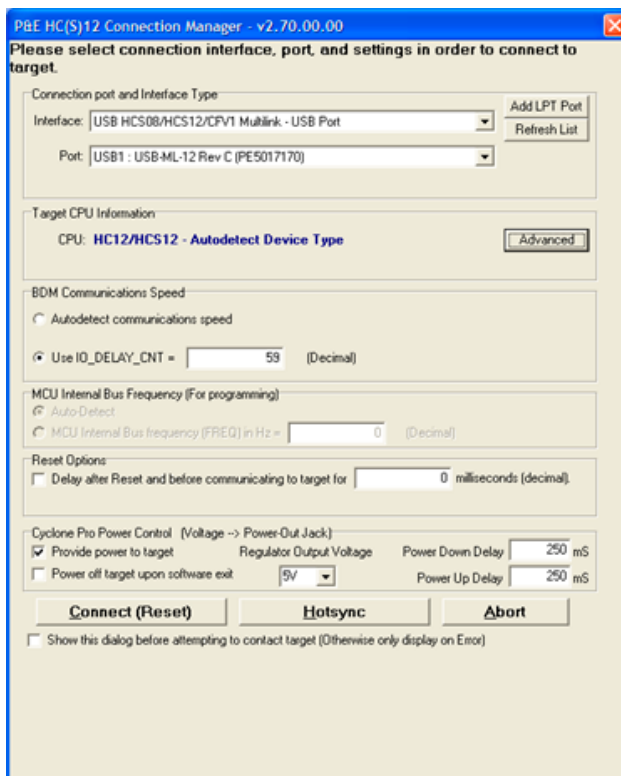 P&E HC(S)12 Connection Manager - v2.70.00.00
Please select connection interface, port, and settings in order to connect to
target.
Connection port and Interface Type
Add LPT Port
Interface: USB HCS08/HCS12/CFV1 Multilink - USB Port
Refresh List
Port: USB1 : USB-ML-12 Rev C (PE5017170)
Target CPU Information
CPU: HC12/HCS12 - Autodetect Device Type
Advanced
BDM Communications Speed
Autodetect communications speed
Use IO_DELAY_CNT = 59 (Decimal)
MCU Internal Bus Frequency (For programming)
Auto-Detect
MCU Internal Bus frequency (FREQ) in Hz = 0 (Decimal)
Reset Options
Delay after Reset and before communicating to target for 0 milliseconds (decimal).
Cyclone Pro Power Control (Voltage --> Power-Out Jack)
Provide power to target Regulator Output Voltage Power Down Delay 250 mS
Power off target upon software exit 5V Power Up Delay 250 mS
Connect (Reset) Hotsync Abort
Show this dialog before attempting to contact target (Otherwise only display on Error)